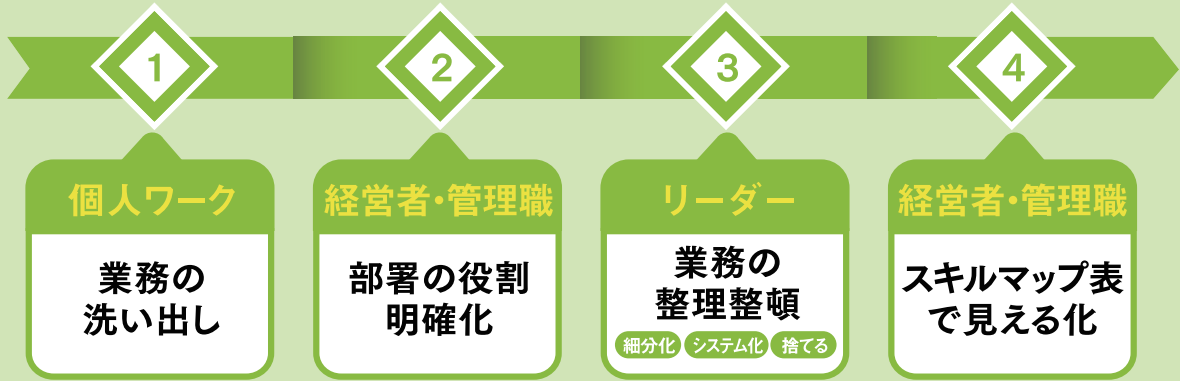 1
個人ワーク
業務の
洗い出し
2
経営者・管理職
部署の役割
明確化
3
リーダー
業務の
整理整頓
細分化 システム化 捨てる
4
経営者・管理職
スキルマップ表
で見える化